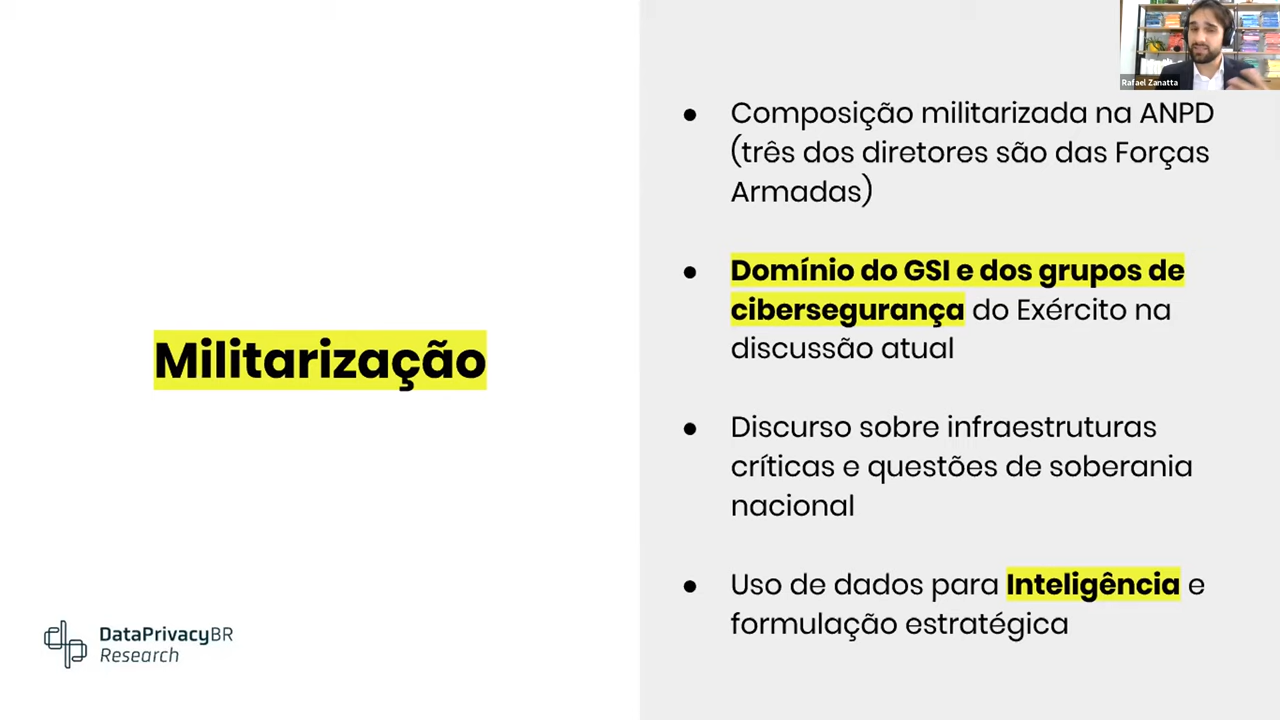 Rafael Zanatta
Composição militarizada na ANPD
(três dos diretores são das Forças
Armadas)
Domínio do GSI e dos grupos de
cibersegurança do Exército na
discussão atual
Militarização
Discurso sobre infraestruturas
críticas e questões de soberania
nacional
Uso de dados para Inteligência e
formulação estratégica
DataPrivacyBR
Research